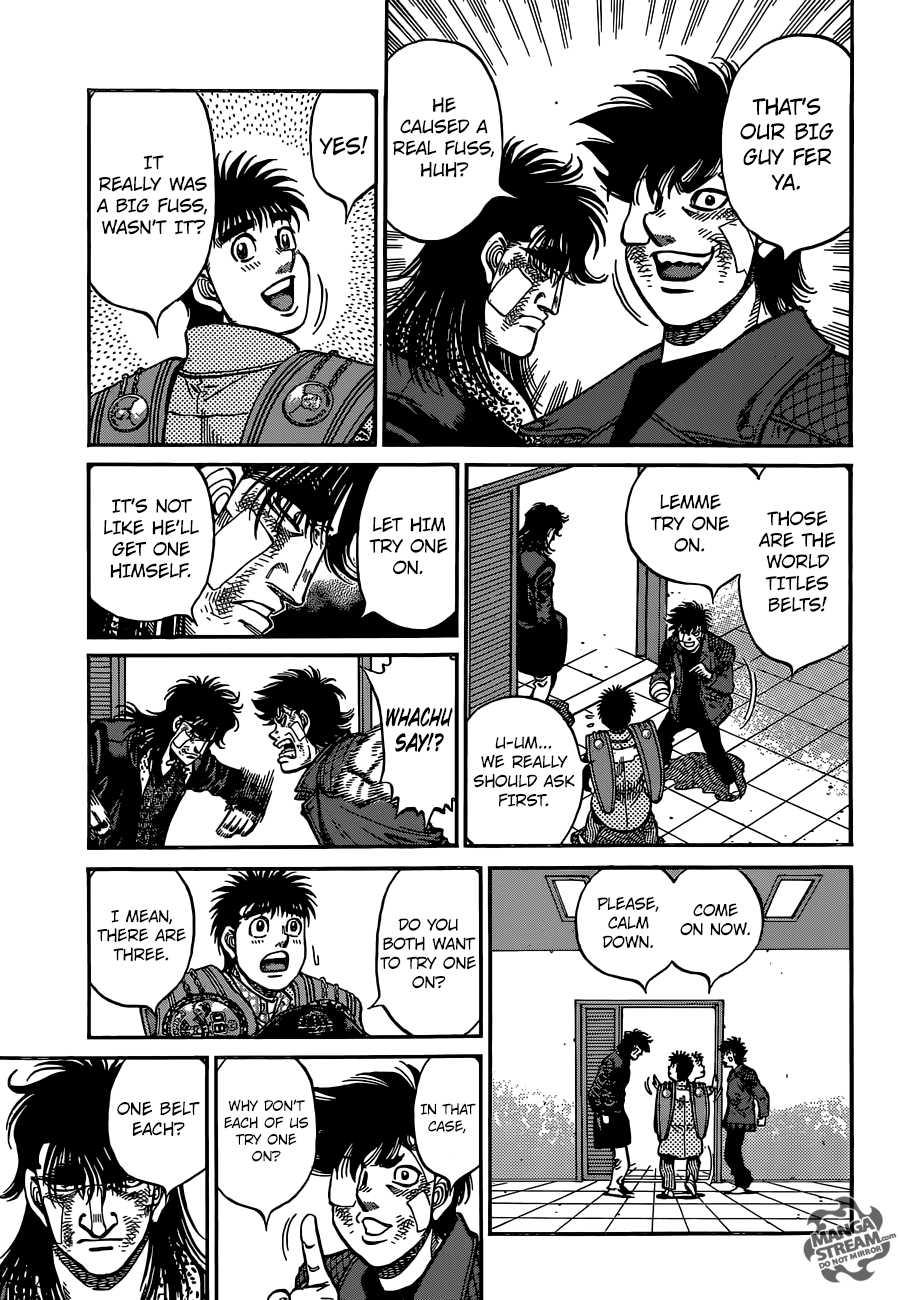 THAT'S
OUR BIG
GUY FER
YA.
HE
CAUSED A
REAL FUSS,
HUH?
YES!
IT
REALLY WAS
A BIG FUSS,
WASN'T IT?
THOSE
ARE THE
WORLD
TITLES
BELTS!
LEMME
TRY ONE
ON.
U-UM...
WE REALLY
SHOULD ASK
FIRST.
LET HIM
TRY ONE
ON.
IT'S NOT
LIKE HE'LL
GET ONE
HIMSELF.
WHACHU
SAY!?
COME
ON NOW.
PLEASE,
CALM
DOWN.
DO YOU
BOTH WANT
TO TRY ONE
ON?
I MEAN,
THERE ARE
THREE.
IN THAT
CASE,
WHY DON'T
EACH OF US
TRY ONE
ON?
ONE BELT
EACH?
MANGA
STREAM.com
DO NOT MIRROR